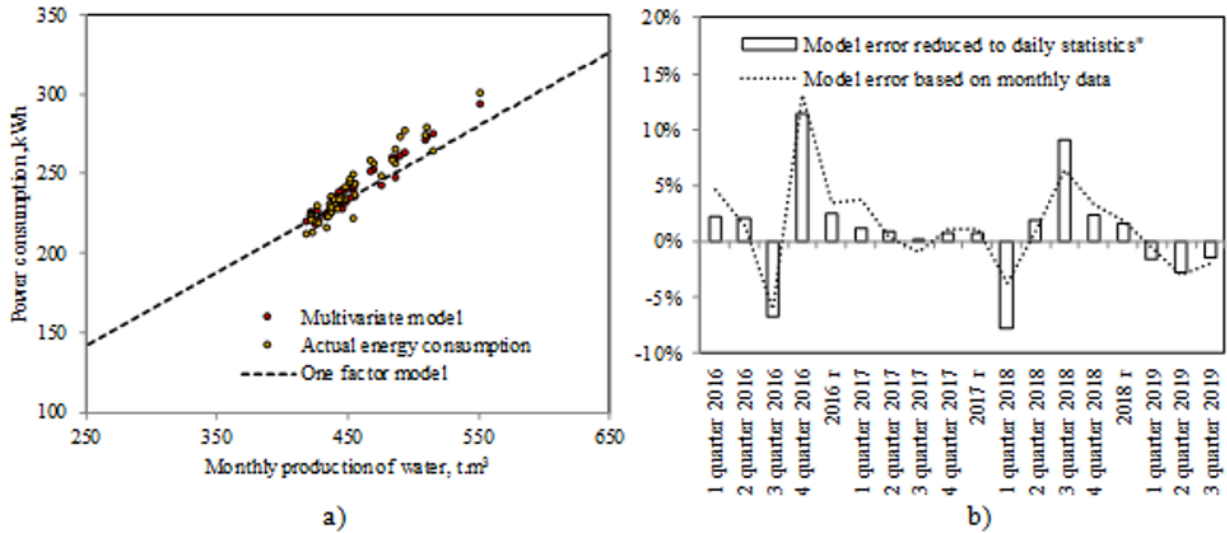 350
300
250
200
150
100
Power consumption,kWh
Multivariate model
Actual energy consumption
One factor model
250
350
450
550
650
Monthly production of water, t.m³
a)
20%
15%
10%
5%
0%
-5%
-10%
Model error reduced to daily statistics*
Model error based on monthly data
1 quarter 2016
2 quarter 2016
3 quarter 2016
4 quarter 2016
2016 r
1 quarter 2017
2 quarter 2017
3 quarter 2017
4 quarter 2017
2017 r
1 quarter 2018
2 quarter 2018
3 quarter 2018
4 quarter 2018
2018 r
1 quarter 2019
2 quarter 2019
3 quarter 2019
b)